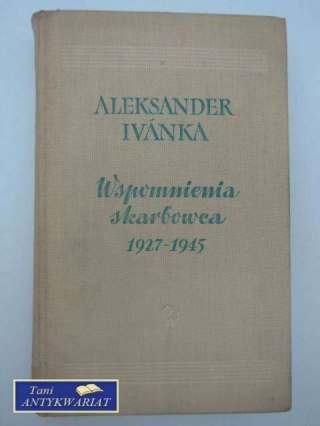 ALEKSANDER
IVÁNKA
Wspomnienia
skarbowca
1927-1945
Tani
ANTYKWARIAT